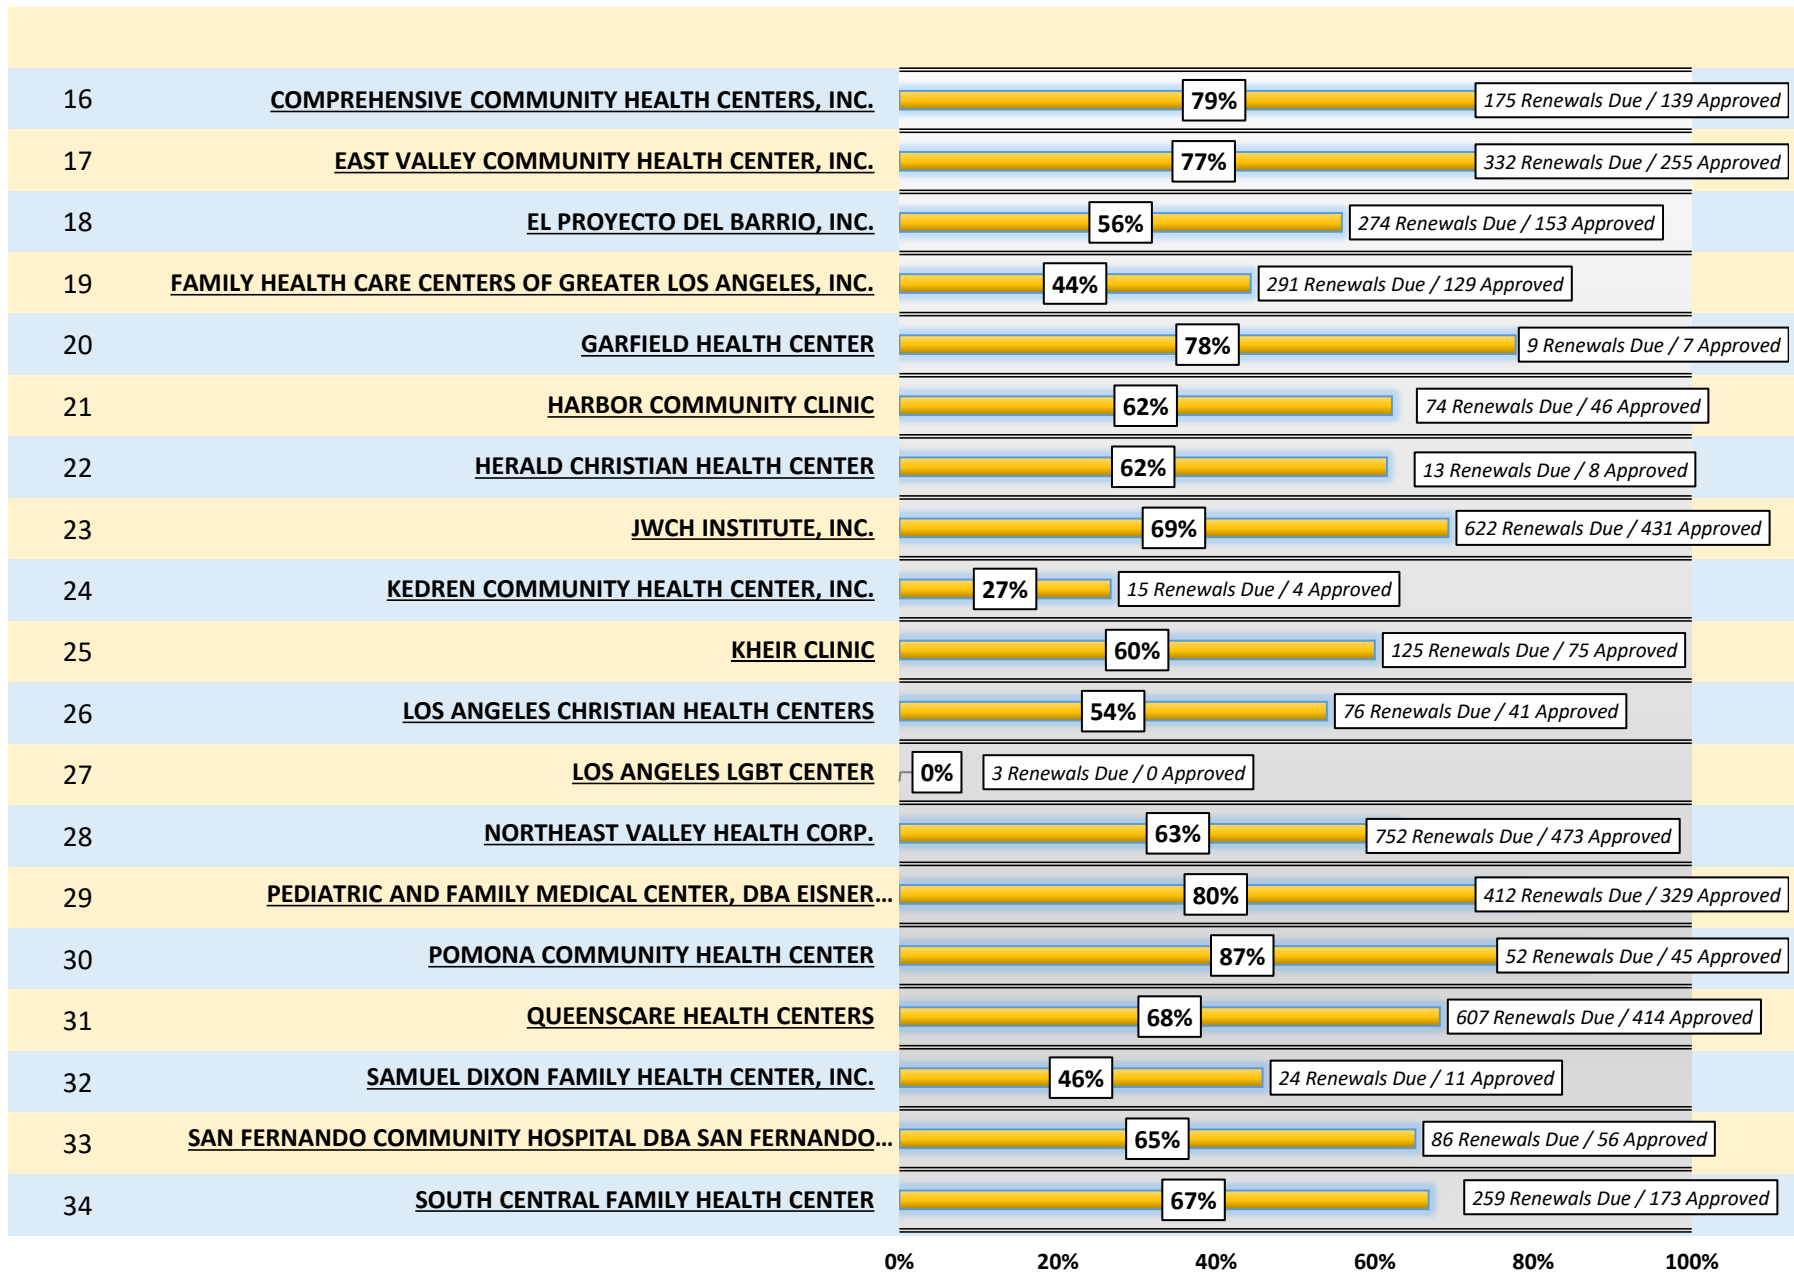 16 COMPREHENSIVE COMMUNITY HEALTH CENTERS, INC. 79% 175 Renewals Due / 139 Approved
17 EAST VALLEY COMMUNITY HEALTH CENTER, INC. 77% 332 Renewals Due / 255 Approved
18 EL PROYECTO DEL BARRIO, INC. 56% 274 Renewals Due / 153 Approved
19 FAMILY HEALTH CARE CENTERS OF GREATER LOS ANGELES, INC. 44% 291 Renewals Due / 129 Approved
20 GARFIELD HEALTH CENTER 78% 9 Renewals Due / 7 Approved
21 HARBOR COMMUNITY CLINIC 62% 74 Renewals Due / 46 Approved
22 HERALD CHRISTIAN HEALTH CENTER 62% 13 Renewals Due / 8 Approved
23 JWCH INSTITUTE, INC. 69% 622 Renewals Due / 431 Approved
24 KEDREN COMMUNITY HEALTH CENTER, INC. 27% 15 Renewals Due / 4 Approved
25 KHEIR CLINIC 60% 125 Renewals Due / 75 Approved
26 LOS ANGELES CHRISTIAN HEALTH CENTERS 54% 76 Renewals Due / 41 Approved
27 LOS ANGELES LGBT CENTER 0% 3 Renewals Due / 0 Approved
28 NORTHEAST VALLEY HEALTH CORP. 63% 752 Renewals Due / 473 Approved
29 PEDIATRIC AND FAMILY MEDICAL CENTER, DBA EISNER... 80% 412 Renewals Due / 329 Approved
30 POMONA COMMUNITY HEALTH CENTER 87% 52 Renewals Due / 45 Approved
31 QUEENSCARE HEALTH CENTERS 68% 607 Renewals Due / 414 Approved
32 SAMUEL DIXON FAMILY HEALTH CENTER, INC. 46% 24 Renewals Due / 11 Approved
33 SAN FERNANDO COMMUNITY HOSPITAL DBA SAN FERNANDO... 65% 86 Renewals Due / 56 Approved
34 SOUTH CENTRAL FAMILY HEALTH CENTER 67% 259 Renewals Due / 173 Approved
0% 20% 40% 60% 80% 100%